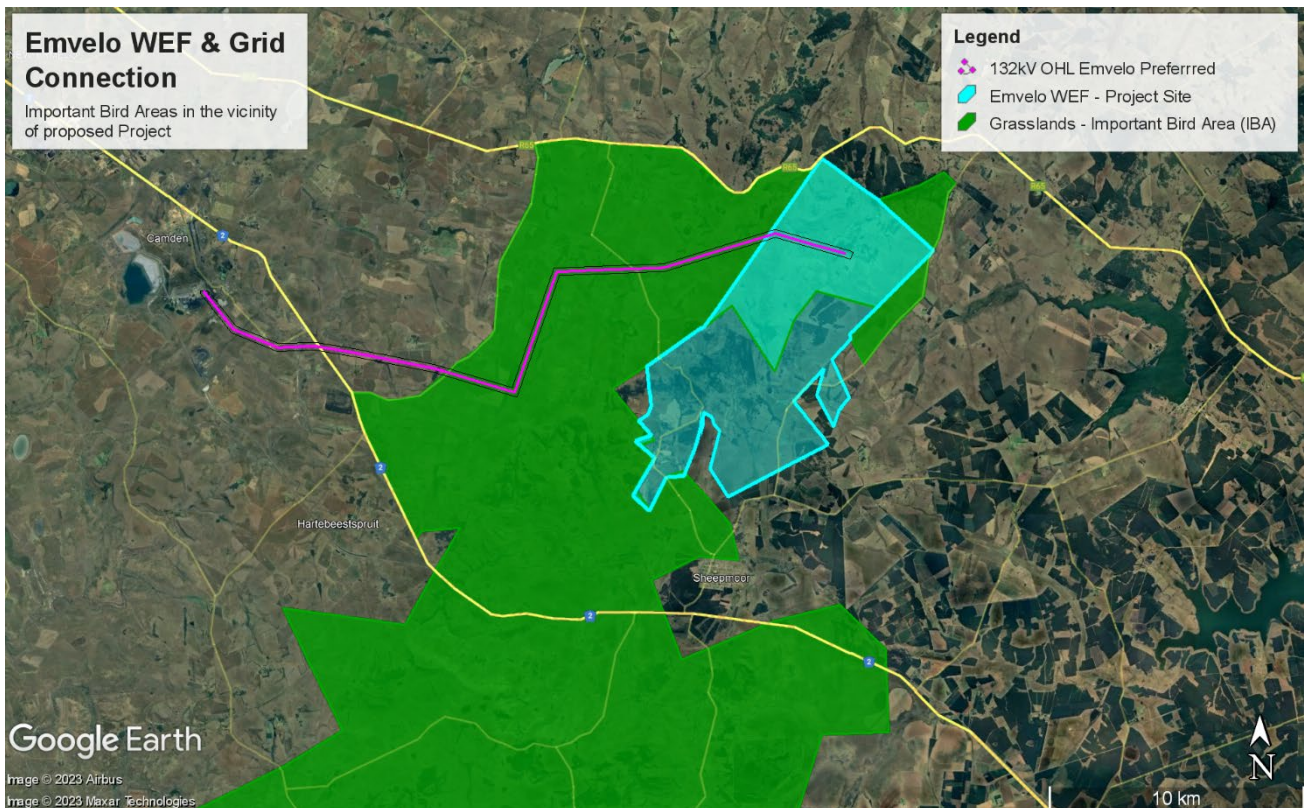 Emvelo WEF & Grid
Connection
Important Bird Areas in the vicinity
of proposed Project
Legend
132kV OHL Emvelo Preferrred
Emvelo WEF - Project Site
Grasslands - Important Bird Area (IBA)
R65
R65
R65
Camden
2
2
Hartebeestspruit
Sheepmoor
2
2
Google Earth
Image © 2023 Airbus
Image © 2023 Maxar Technologies
N
10 km